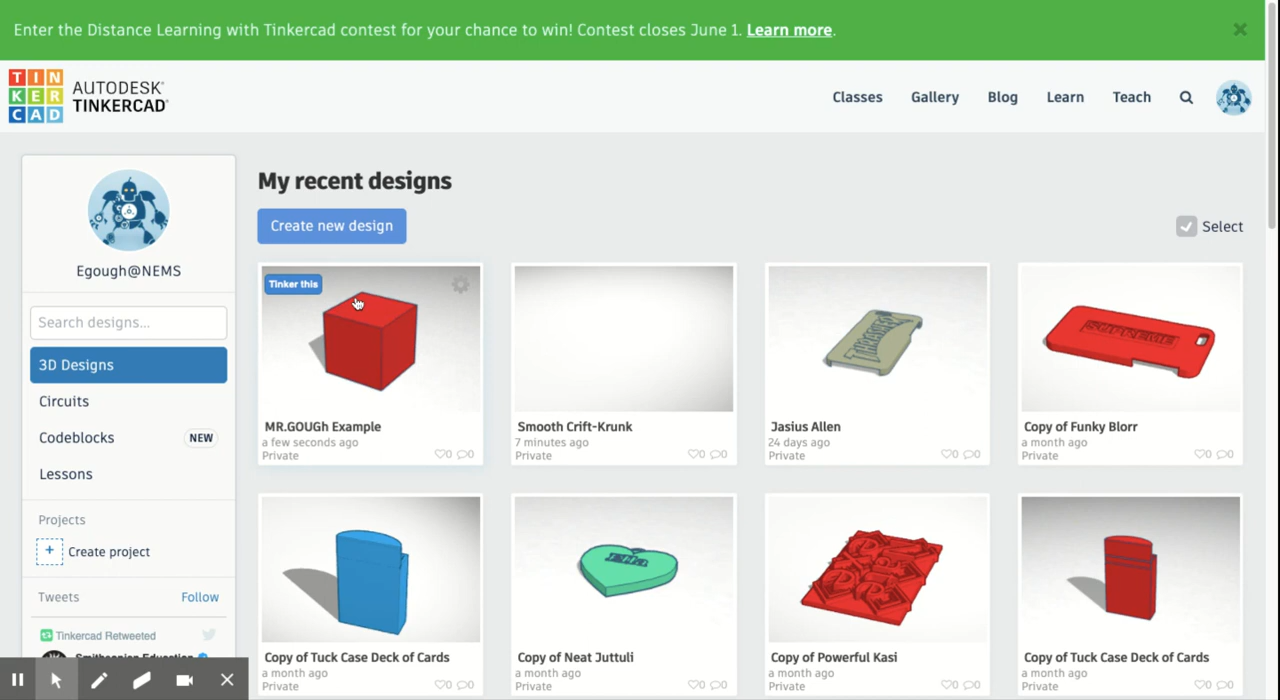 Enter the Distance Learning with Tinkercad contest for your chance to win! Contest closes June 1. Learn more.
TIN
KER
CAD
AUTODESK®
TINKERCAD®
Classes
Gallery
Blog
Learn
Teach
Egough@NEMS
Search designs...
3D Designs
Circuits
Codeblocks
NEW
Lessons
Projects
+ Create project
Tweets
Follow
Tinkercad Retweeted
Smithsonian Education
My recent designs
Create new design
Select
Tinker this
MR.GOUGh Example
a few seconds ago
Private
0 0
Smooth Crift-Krunk
7 minutes ago
Private
0 0
THRASHER
Jasius Allen
24 days ago
Private
0 0
SUPREME
Copy of Funky Blorr
a month ago
Private
0 0
Copy of Tuck Case Deck of Cards
a month ago
Private
0 0
Ella
Copy of Neat Juttuli
a month ago
Private
0 0
Copy of Powerful Kasi
a month ago
Private
0 0
Copy of Tuck Case Deck of Cards
a month ago
Private
0 0